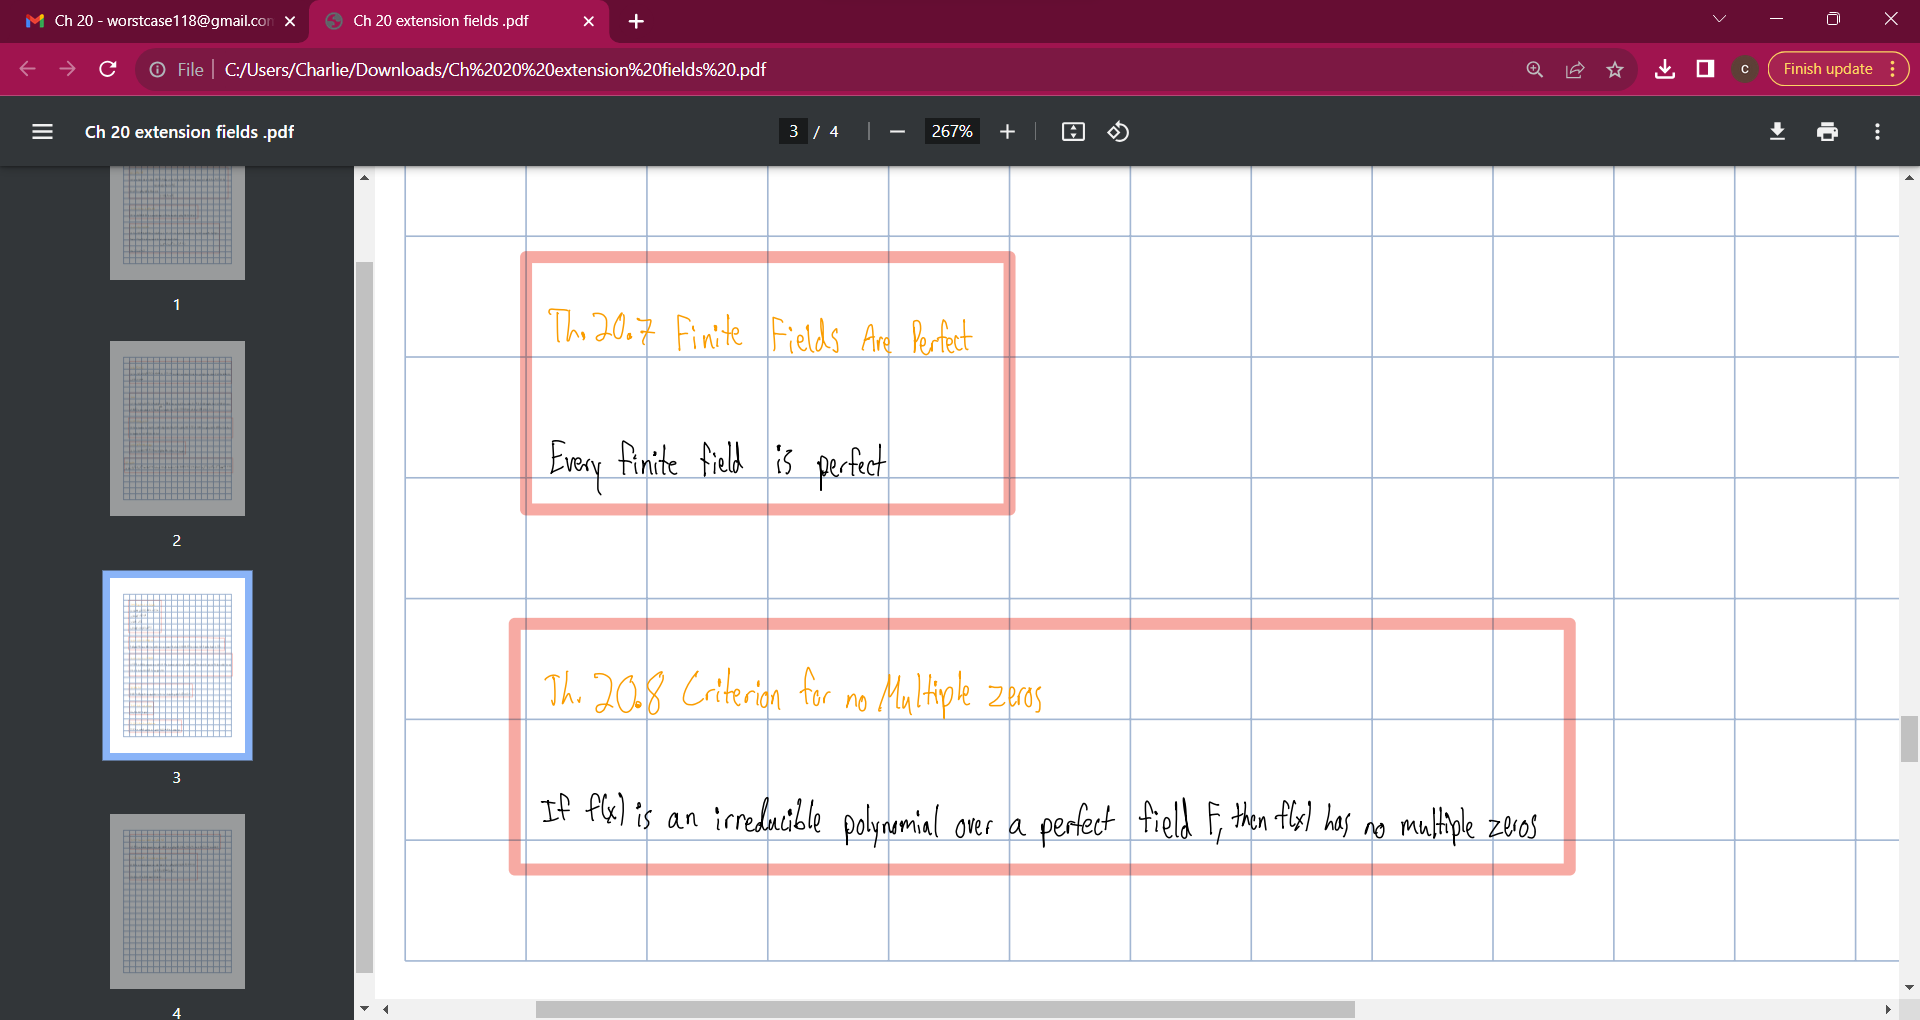 Ch 20 - worstcase118@gmail.con
Ch 20 extension fields .pdf
File
C:/Users/Charlie/Downloads/Ch%2020%20extension%20fields%20.pdf
C
Finish update
Ch 20 extension fields .pdf
3 / 4
267%
1
2
3
4
Th. 20.7 Finite Fields Are Perfect
Every finite field is perfect
Th. 20.8 Criterion for no Multiple zeros
If f(x) is an irreducible polynomial over a perfect field F, then f(x) has no multiple zeros